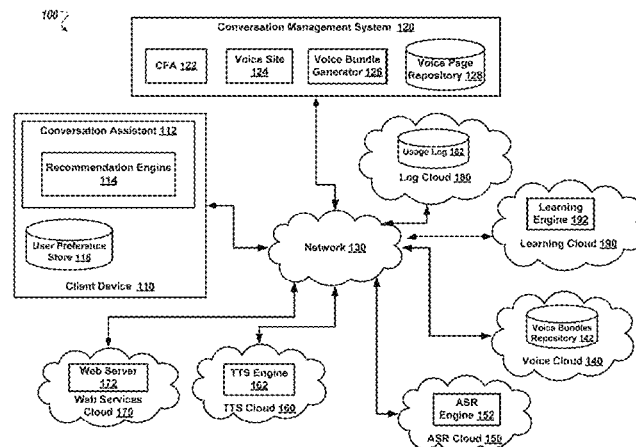 100
Conversation Management System 120
CFA 122
Voice Site
124
Voice Bundle
Generator 126
Voice Page
Repository 128
Conversation Assistant 112
Recommendation Engine
114
User Preference
Store 116
Client Device 110
Usage Log 182
Log Cloud 180
Learning
Engine 192
Learning Cloud 190
Network 130
Voice Bundles
Repository 142
Voice Cloud 140
Web Server
172
Web Services
Cloud 170
TTS Engine
162
TTS Cloud 160
ASR
Engine 152
ASR Cloud 150